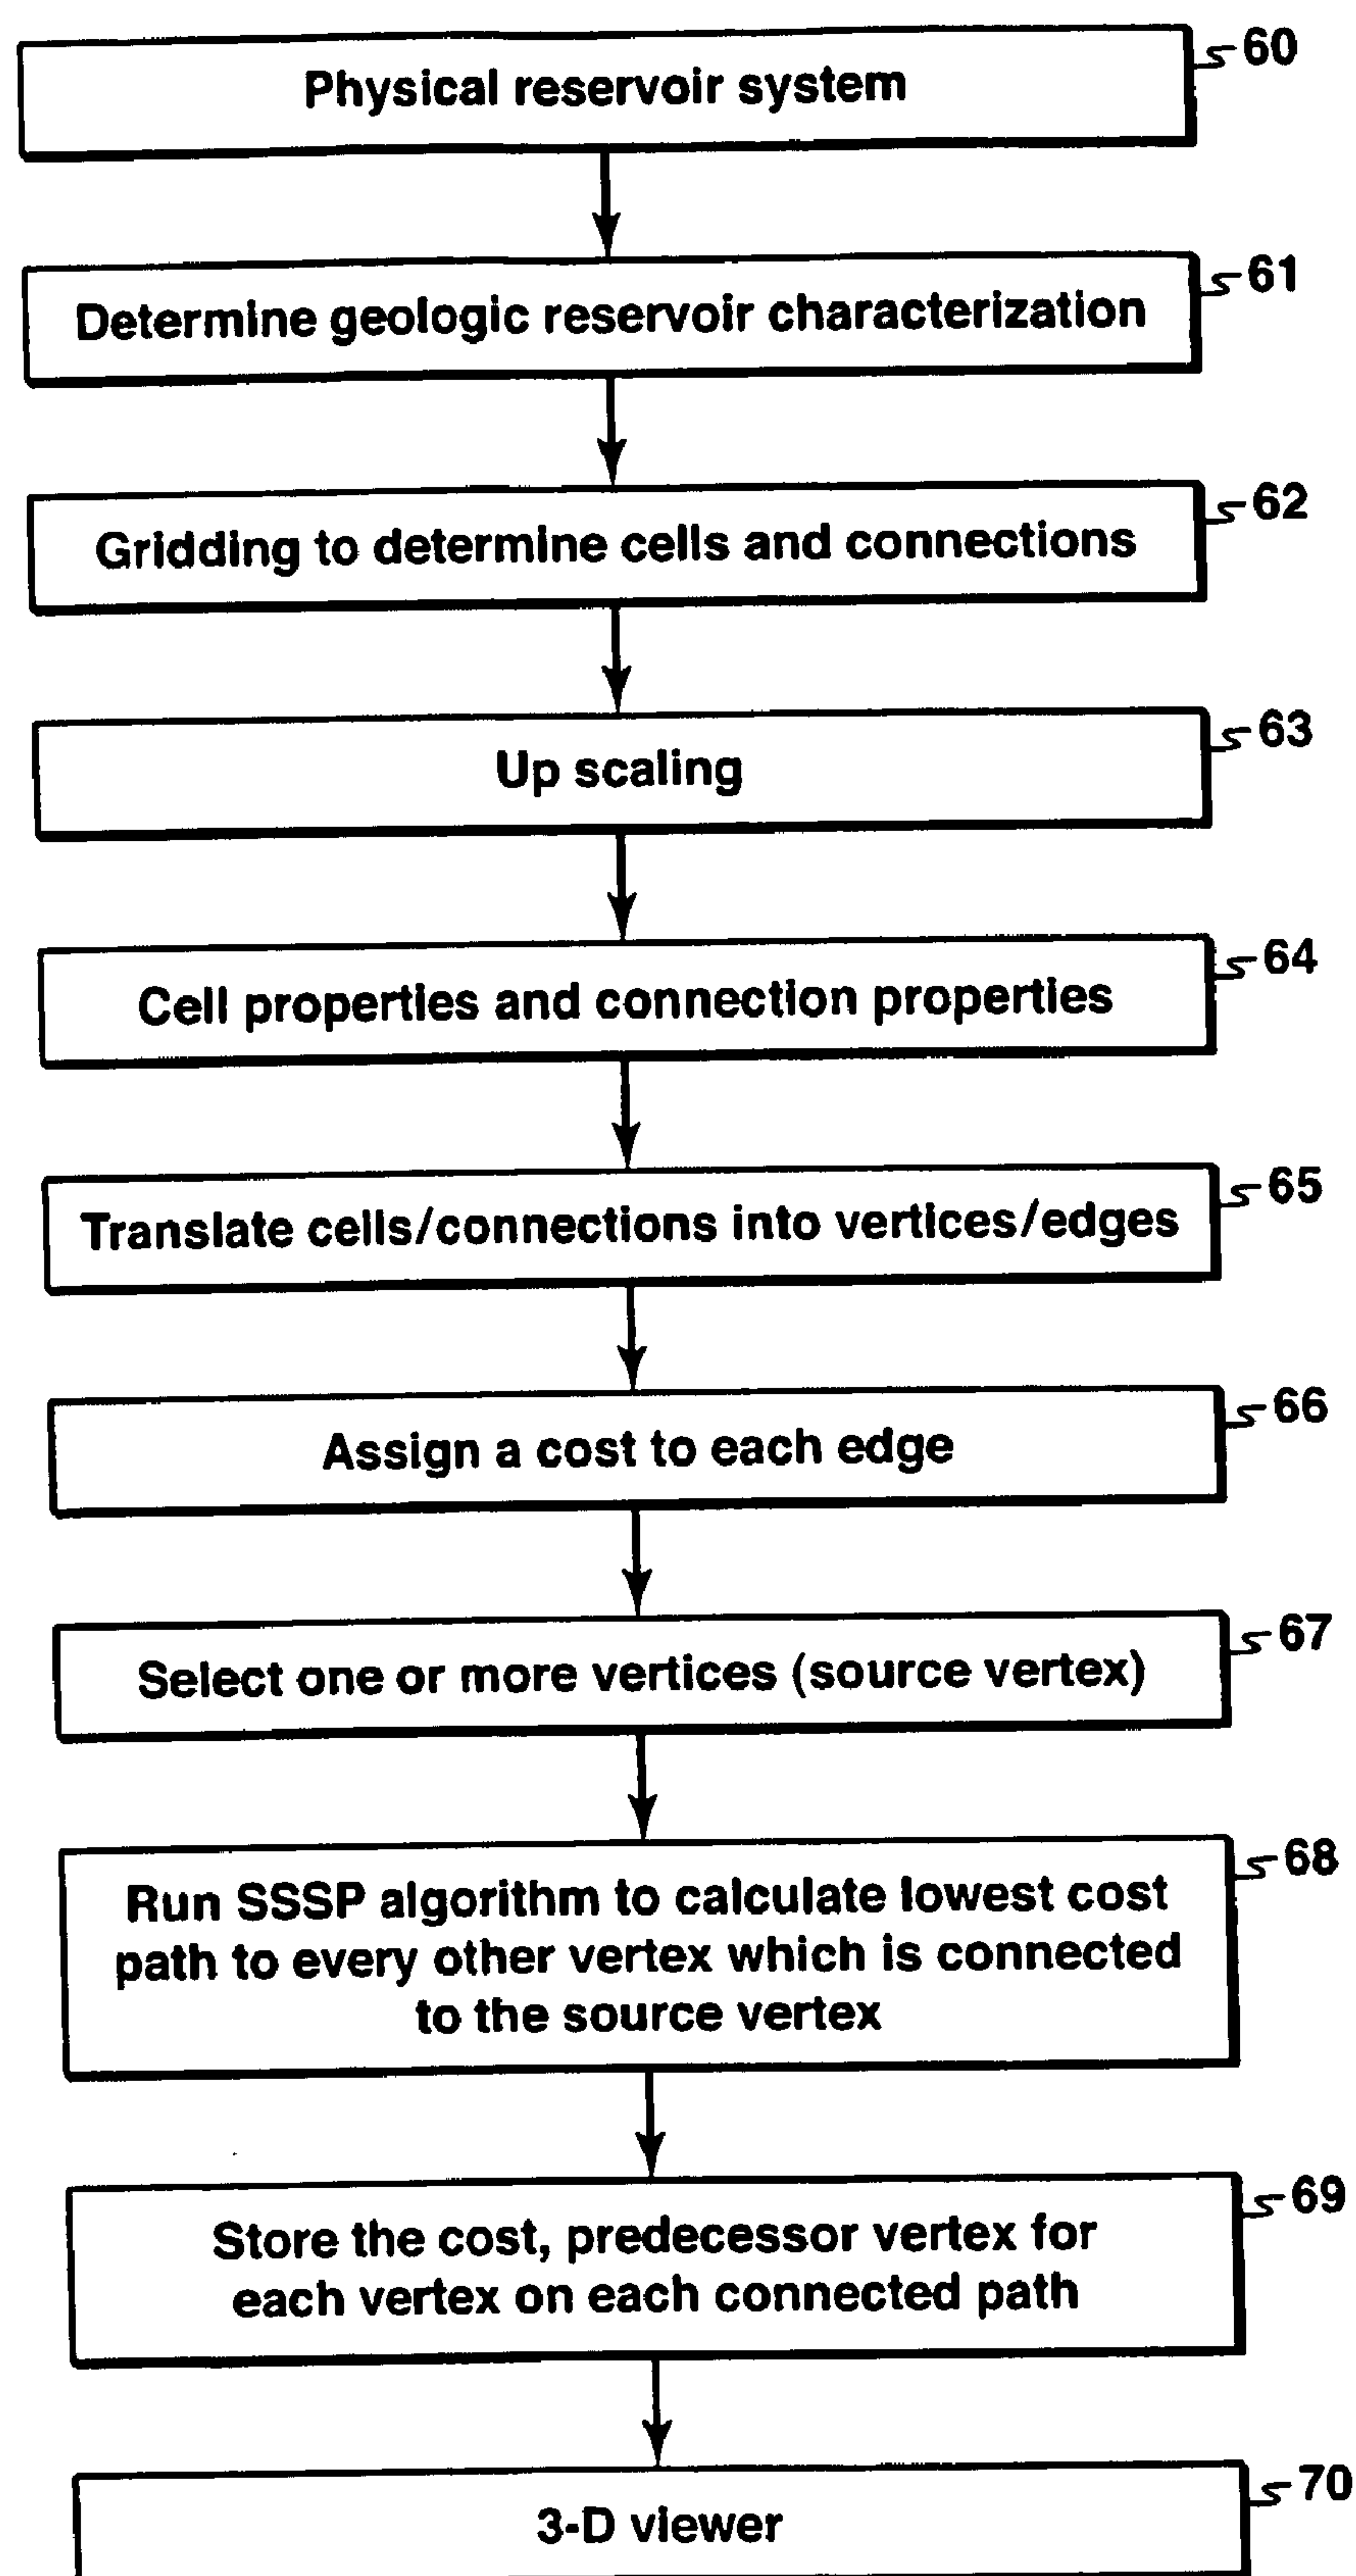 Physical reservoir system
60
Determine geologic reservoir characterization
61
Gridding to determine cells and connections
62
Up scaling
63
Cell properties and connection properties
64
Translate cells/connections into vertices/edges
65
Assign a cost to each edge
66
Select one or more vertices (source vertex)
67
Run SSSP algorithm to calculate lowest cost
path to every other vertex which is connected
to the source vertex
68
Store the cost, predecessor vertex for
each vertex on each connected path
69
3-D viewer
70